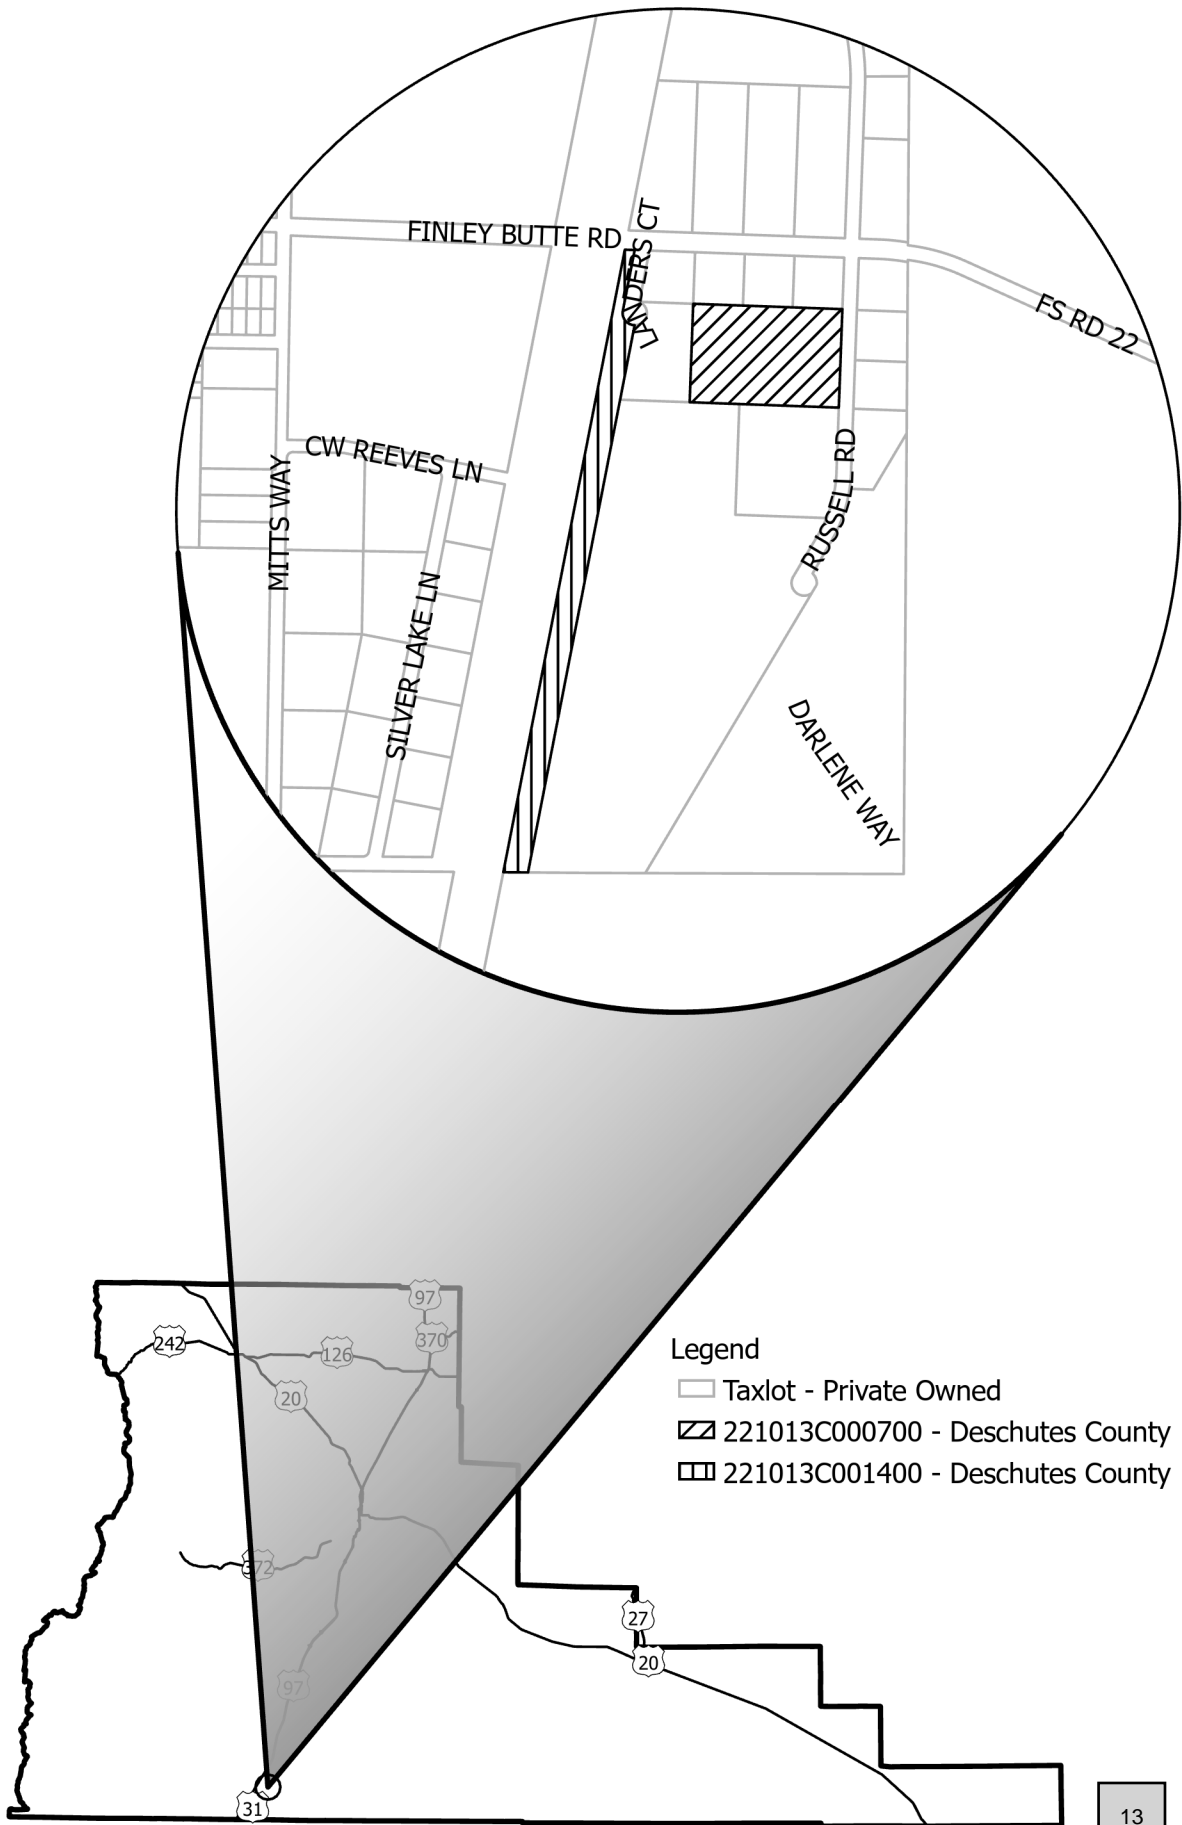 FINLEY BUTTE RD
LANDERS CT
FS RD 22
CW REEVES LN
MITTS WAY
RUSSELL RD
SILVER LAKE LN
DARLENE WAY
97
370
242
126
20
Legend
Taxlot - Private Owned
221013C000700 - Deschutes County
221013C001400 - Deschutes County
372
27
20
97
31
13